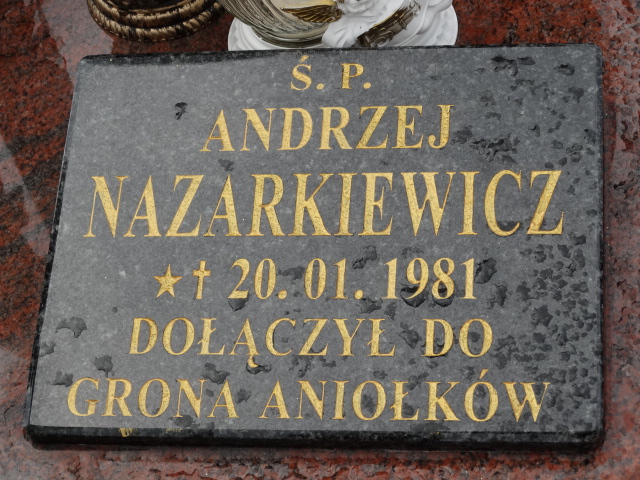 Ś. P.
ANDRZEJ
NAZARKIEWICZ
★ † 20. 01. 1981
DOŁĄCZYŁ DO
GRONA ANIOŁKÓW